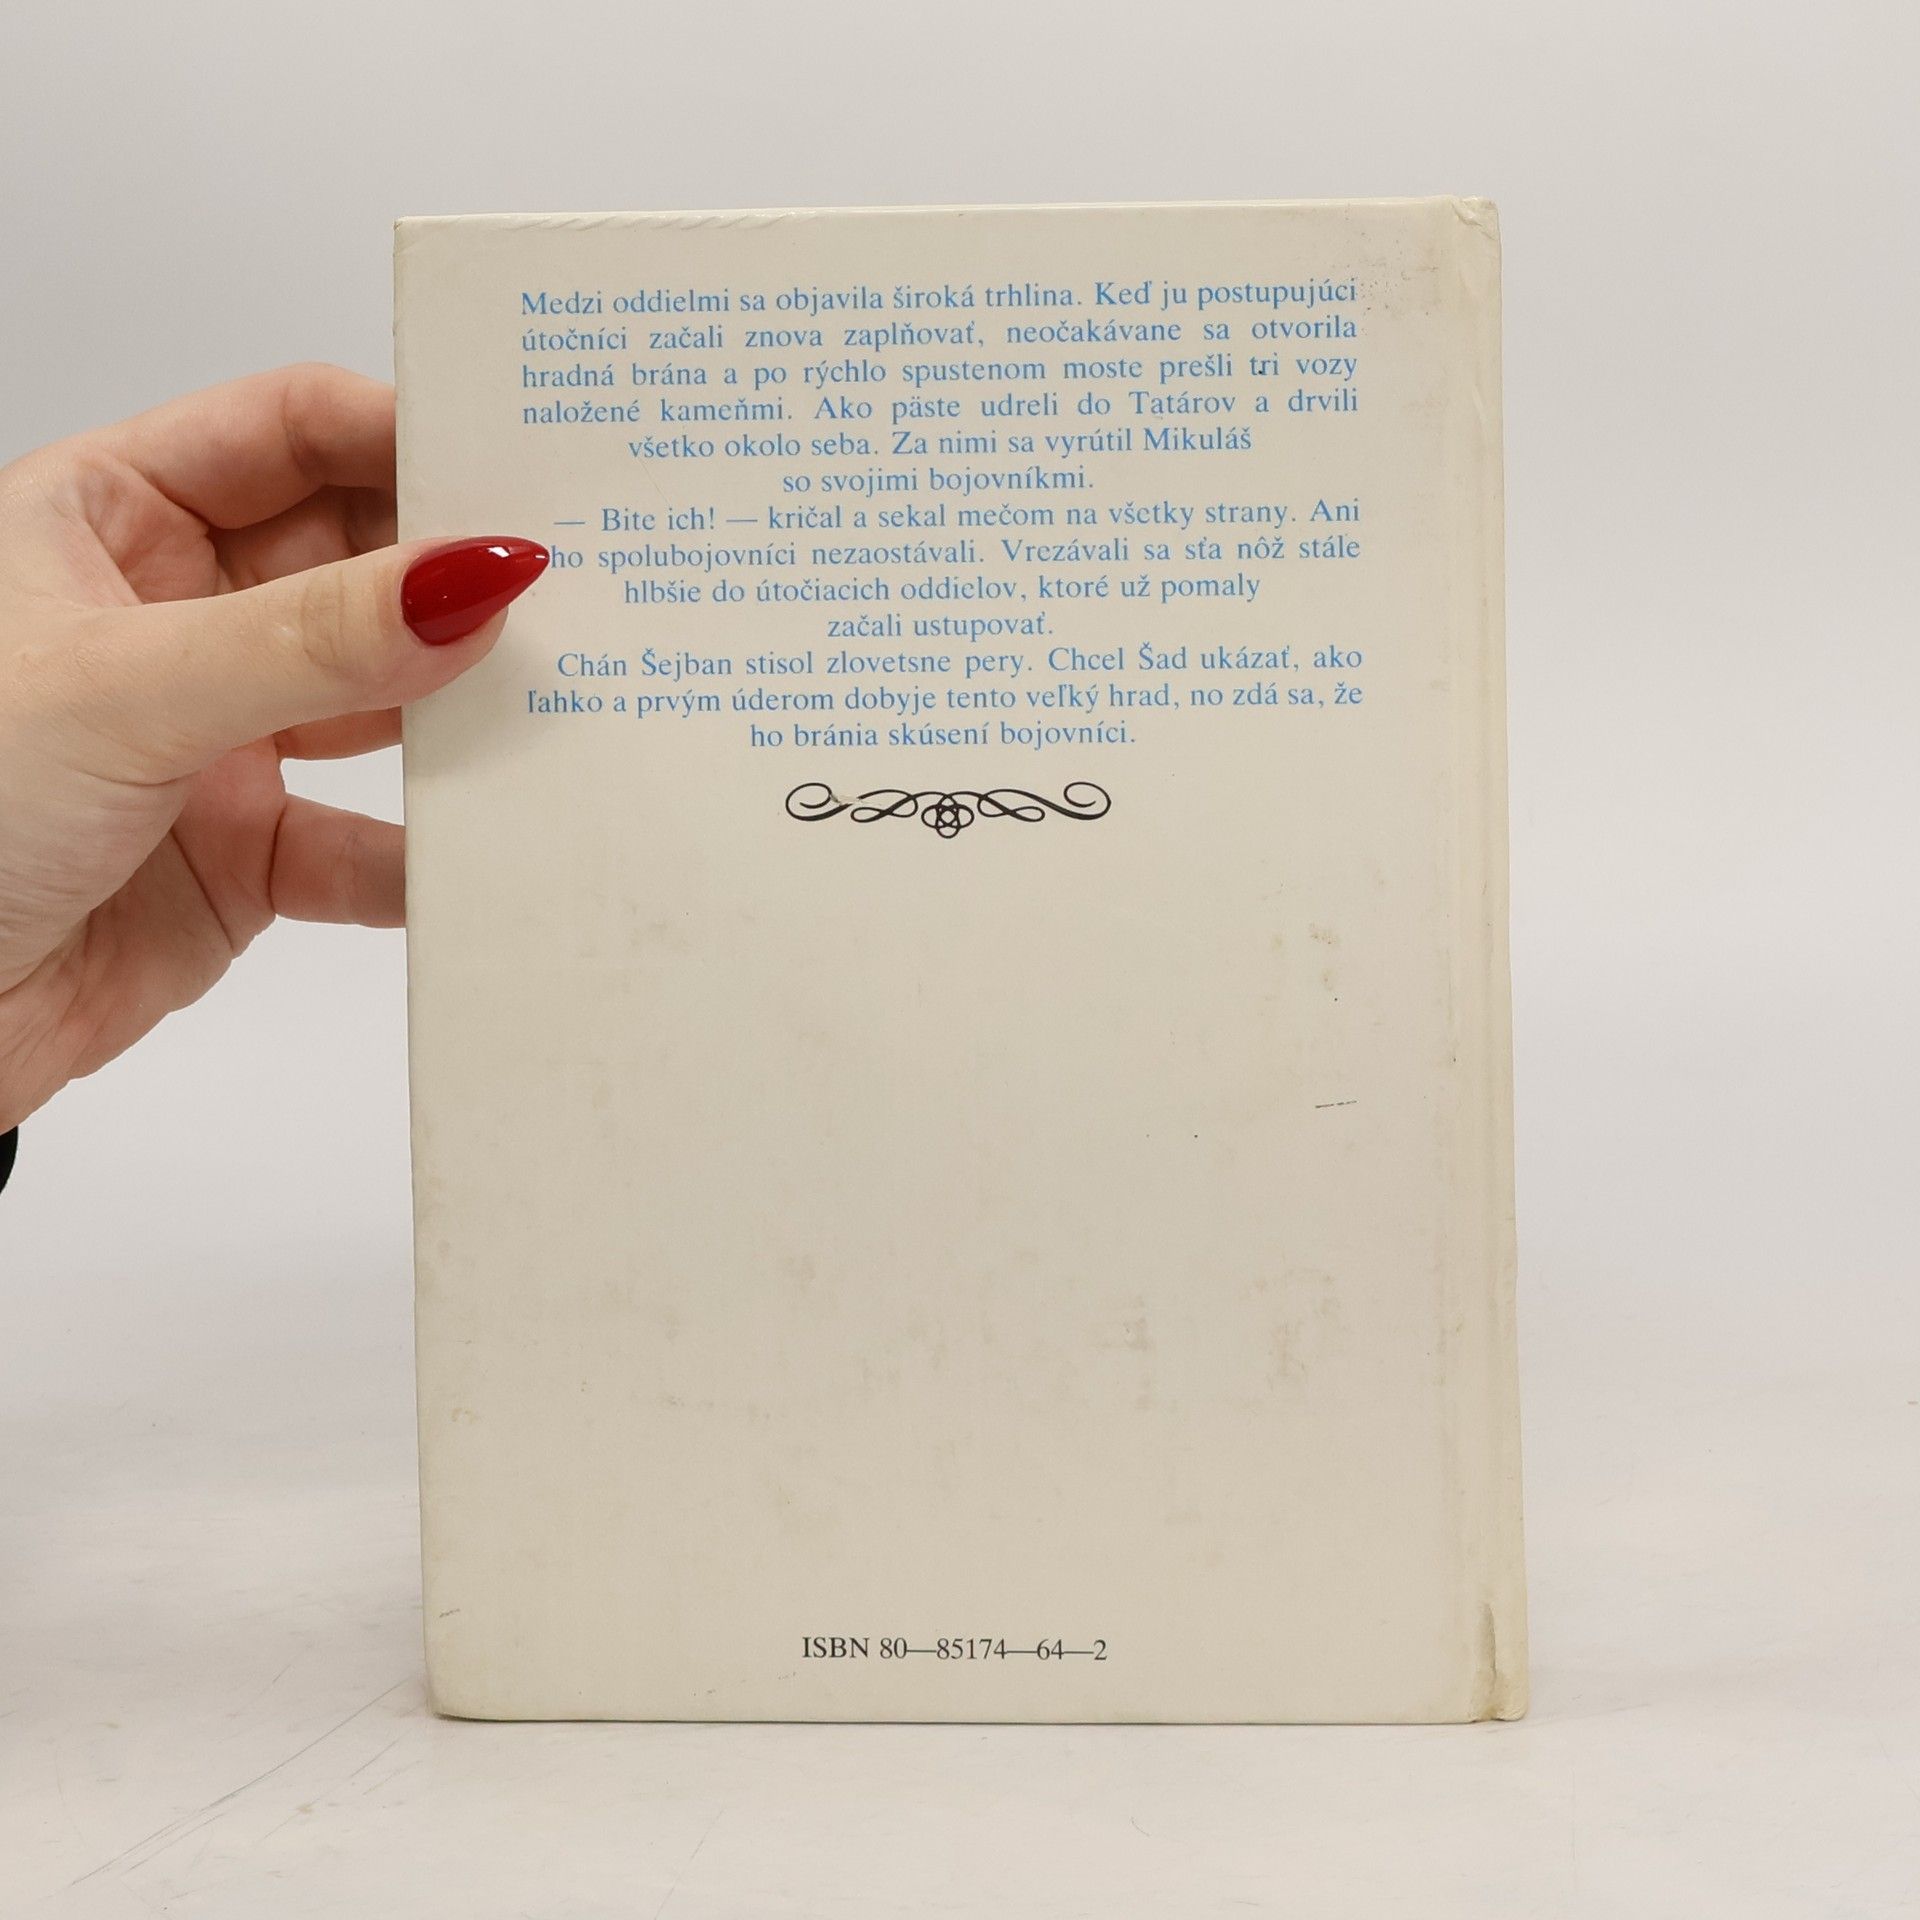 Medzi oddielmi sa objavila široká trhlina. Keď ju postupujúci
útočníci začali znova zaplňovať, neočakávane sa otvorila
hradná brána a po rýchlo spustenom moste prešli tri vozy
naložené kameňmi. Ako päste udreli do Tatárov a drvili
všetko okolo seba. Za nimi sa vyrútil Mikuláš
so svojimi bojovníkmi.
— Bite ich! — kričal a sekal mečom na všetky strany. Ani
ho spolubojovníci nezaostávali. Vrezávali sa sťa nôž stále
hlbšie do útočiacich oddielov, ktoré už pomaly
začali ustupovať.
Chán Šejban stisol zlovetsne pery. Chcel Šad ukázať, ako
ľahko a prvým úderom dobyje tento veľký hrad, no zdá sa, že
ho bránia skúsení bojovníci.
ISBN 80—85174—64—2